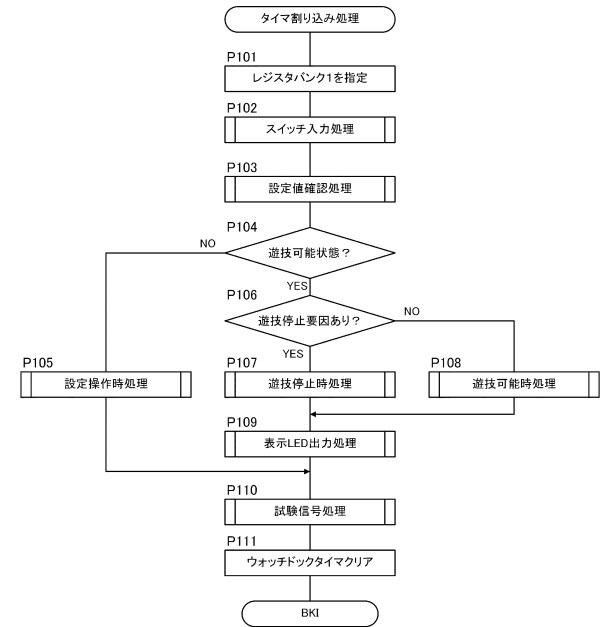 タイマ割り込み処理
P101
レジスタバンク1を指定
P102
スイッチ入力処理
P103
設定値確認処理
P104
遊技可能状態?
NO
YES
P106
遊技停止要因あり?
NO
YES
P105
設定操作時処理
P107
遊技停止時処理
P108
遊技可能時処理
P109
表示LED出力処理
P110
試験信号処理
P111
ウォッチドックタイマクリア
BKI